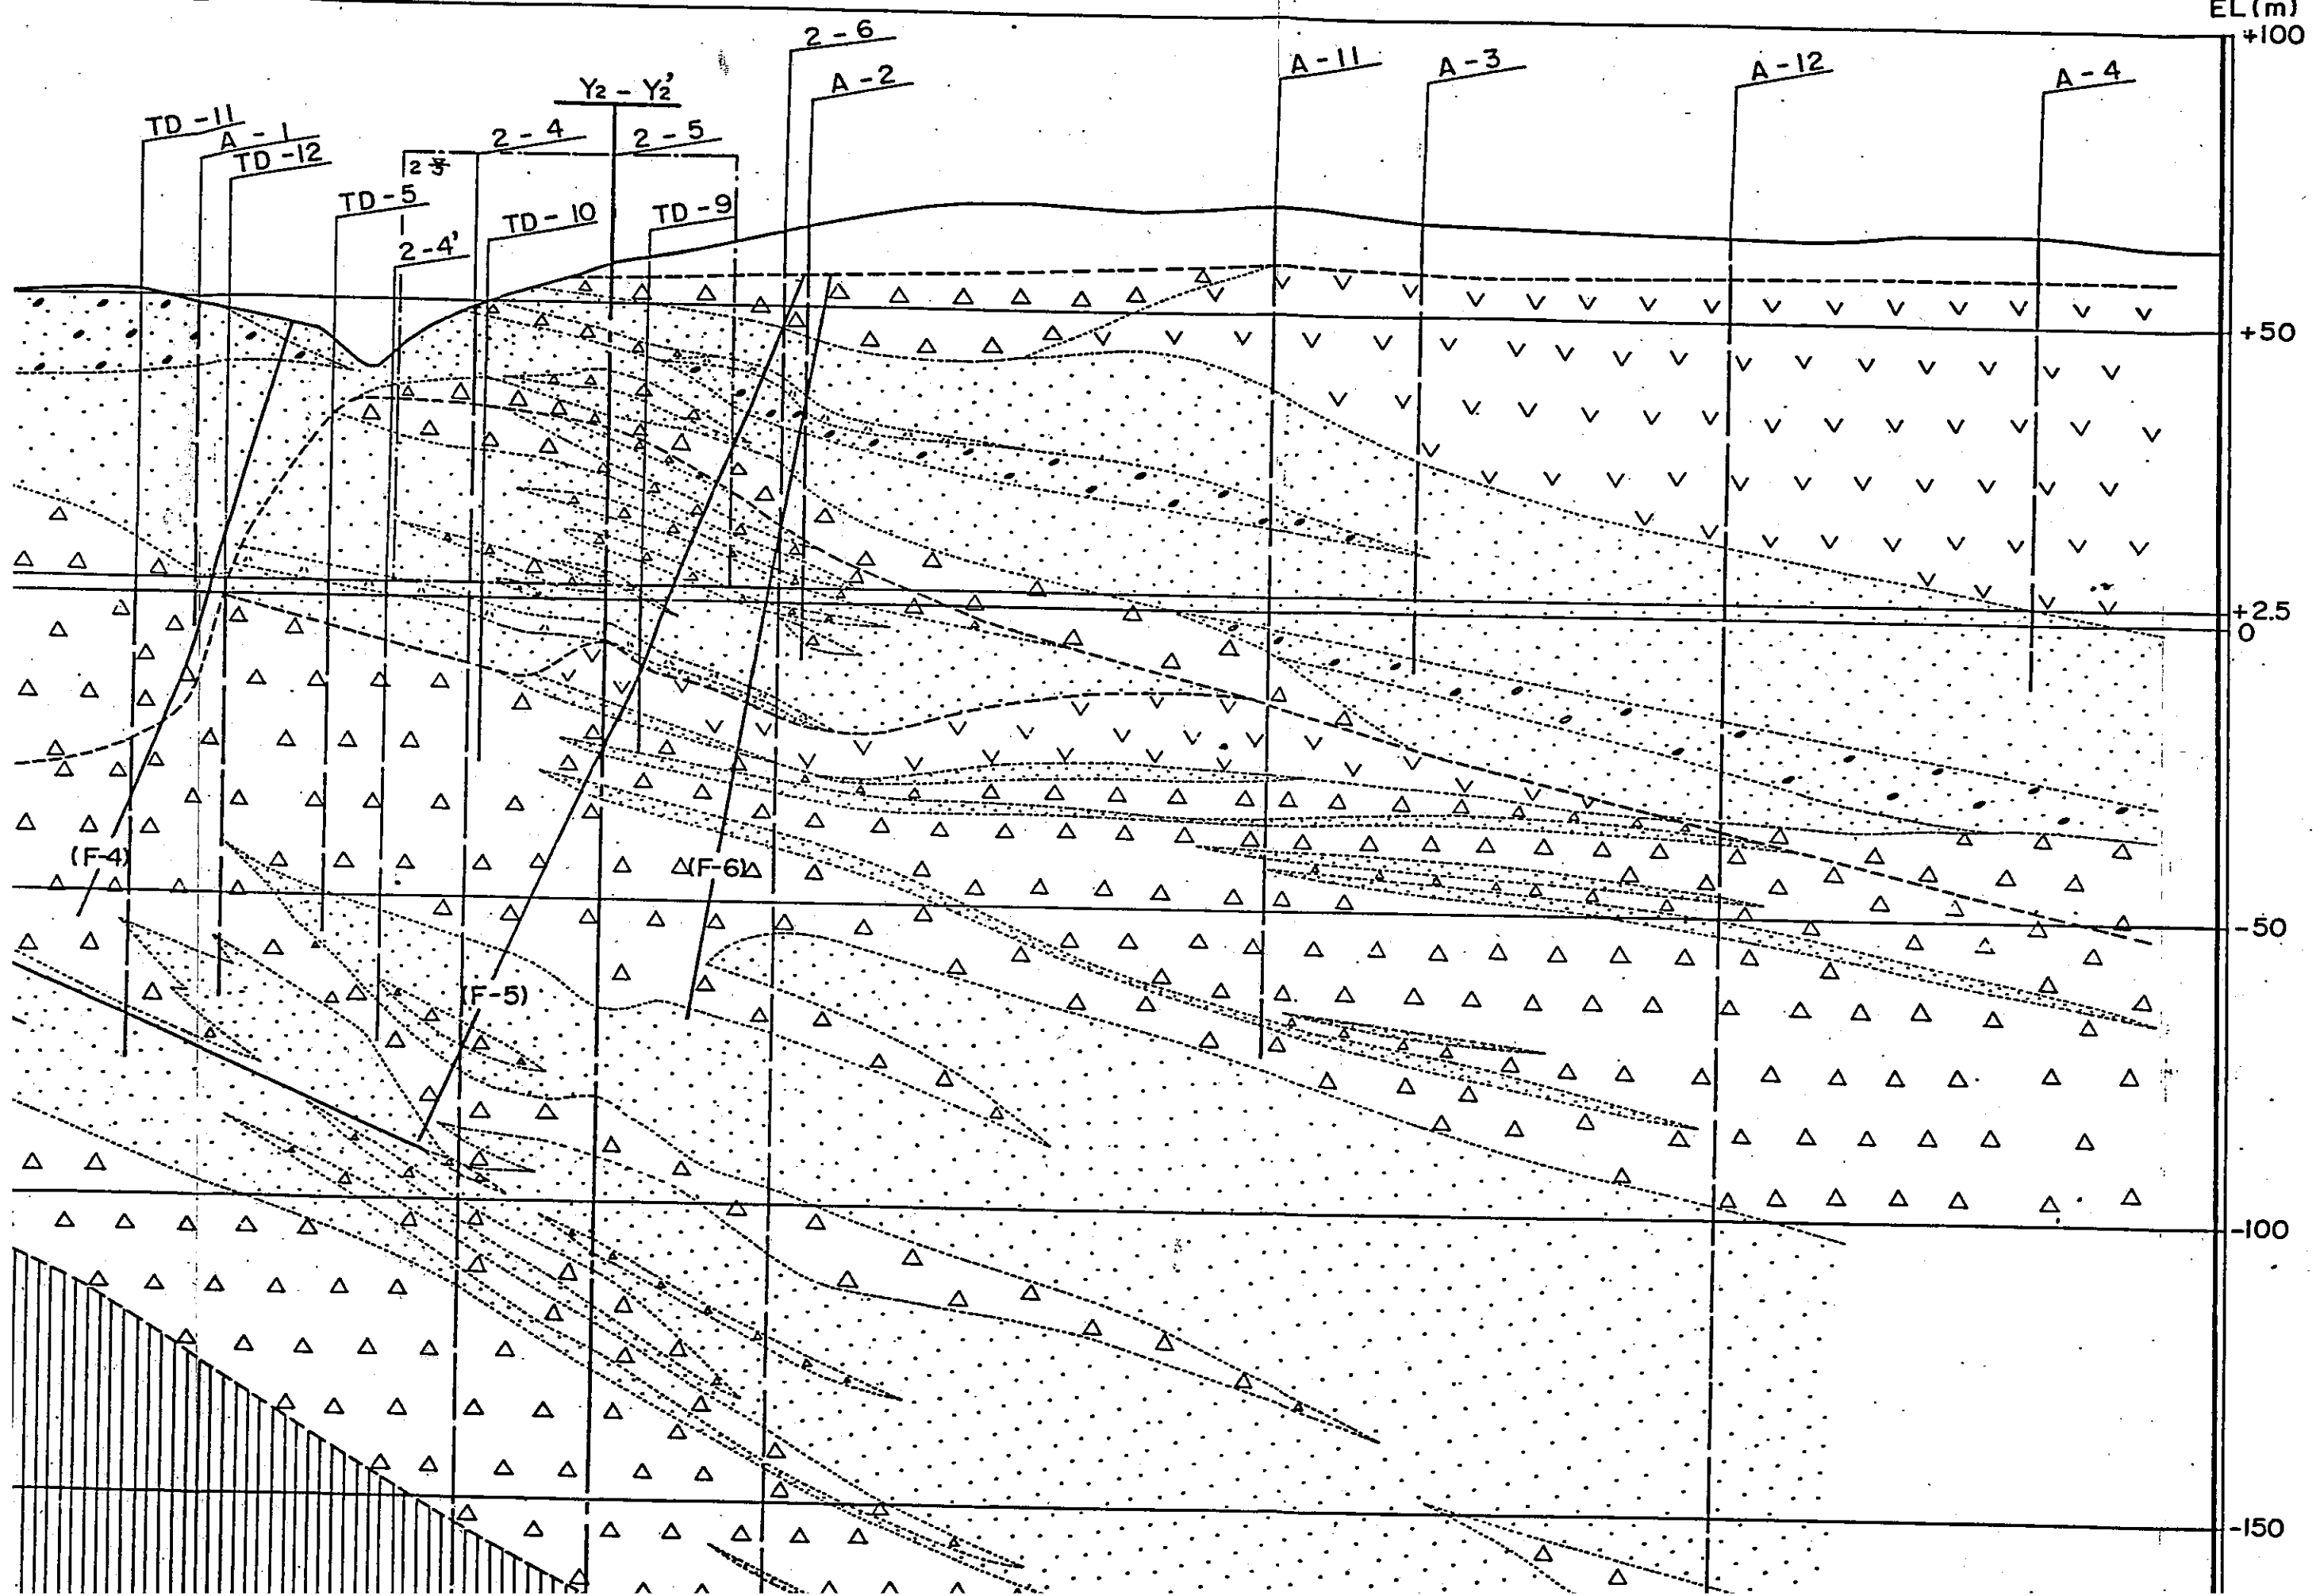 EL(m)
+100
2-6
A-2
A-11
A-3
A-12
A-4
Y2-Y2'
TD-11
A-1
TD-12
2-4
2-5
2号
TD-5
TD-10
TD-9
2-4'
+50
+2.5
0
(F-4)
(F-6)
-50
(F-5)
-100
-150